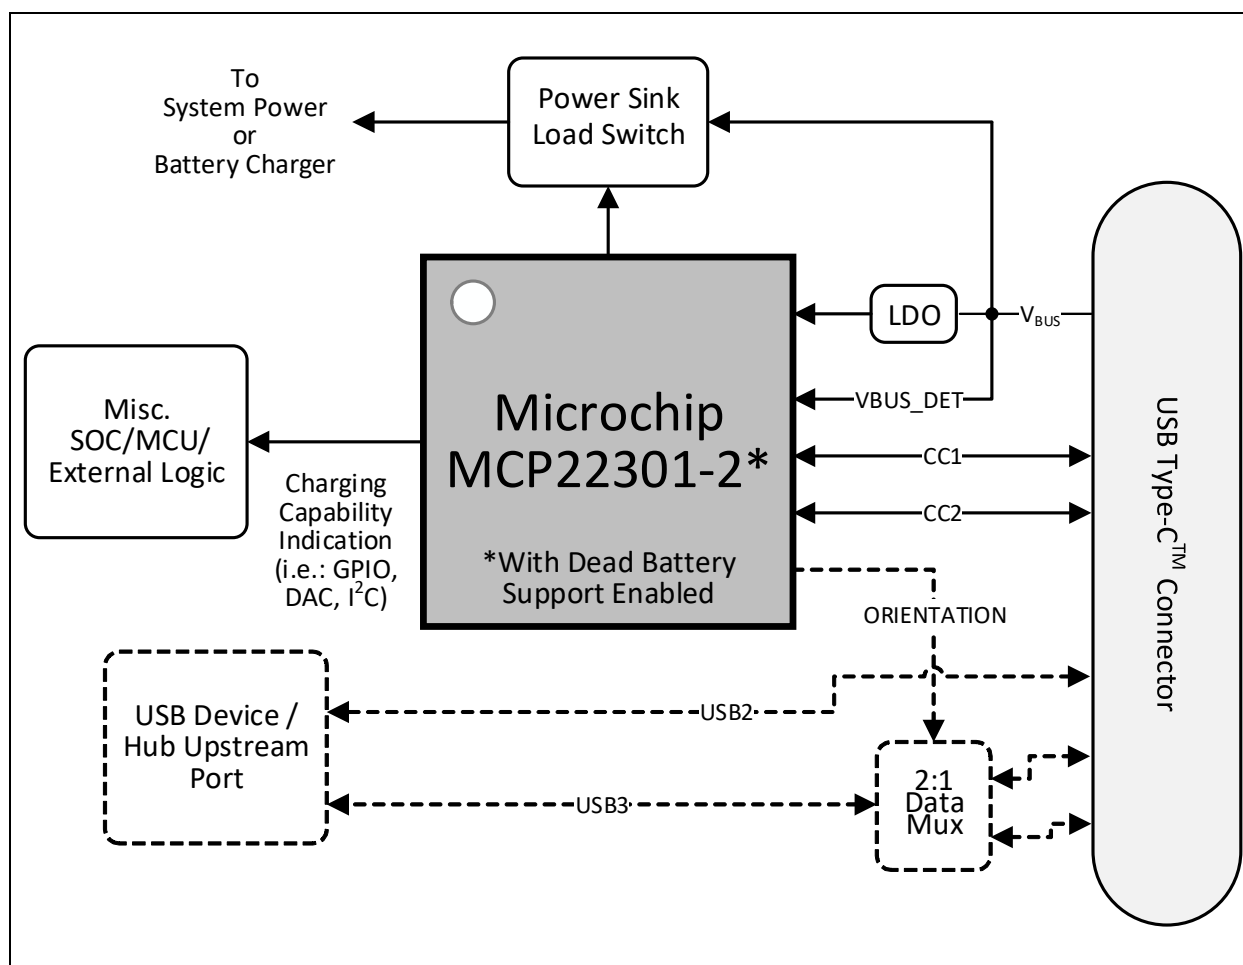 To
System Power
or
Battery Charger
Power Sink
Load Switch
LDO
VBUS
VBUS_DET
CC1
CC2
Microchip
MCP22301-2*
*With Dead Battery
Support Enabled
Misc.
SOC/MCU/
External Logic
Charging
Capability
Indication
(i.e.: GPIO,
DAC, I²C)
ORIENTATION
USB Type-C™ Connector
USB Device /
Hub Upstream
Port
USB2
USB3
2:1
Data
Mux